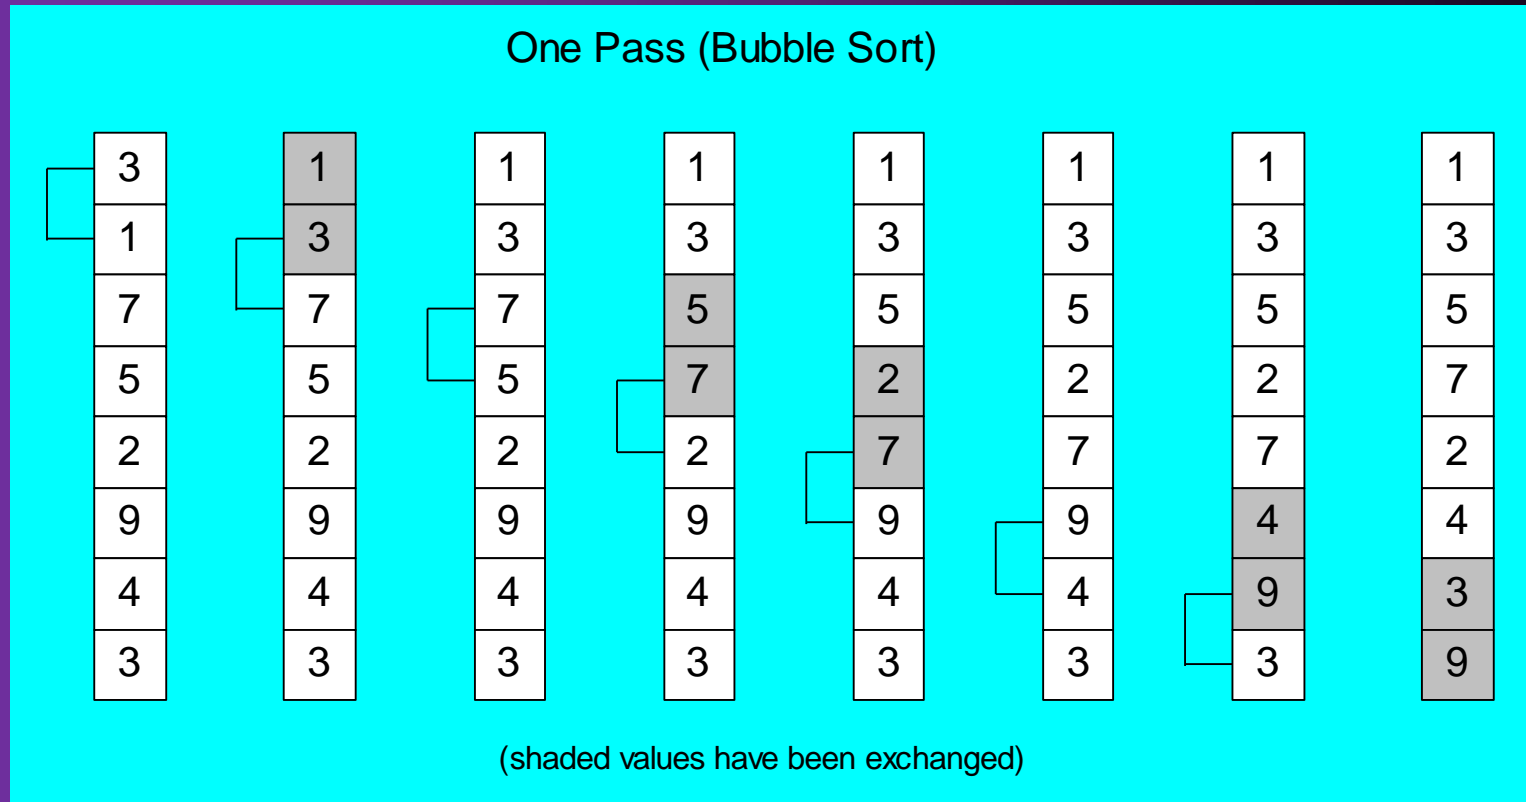 One Pass (Bubble Sort)
3 1 1 1 1 1 1 1
1 3 3 3 3 3 3 3
7 7 7 5 5 5 5 5
5 5 5 7 2 2 2 7
2 2 2 2 7 7 7 2
9 9 9 9 9 9 4 4
4 4 4 4 4 4 9 3
3 3 3 3 3 3 3 9
(shaded values have been exchanged)